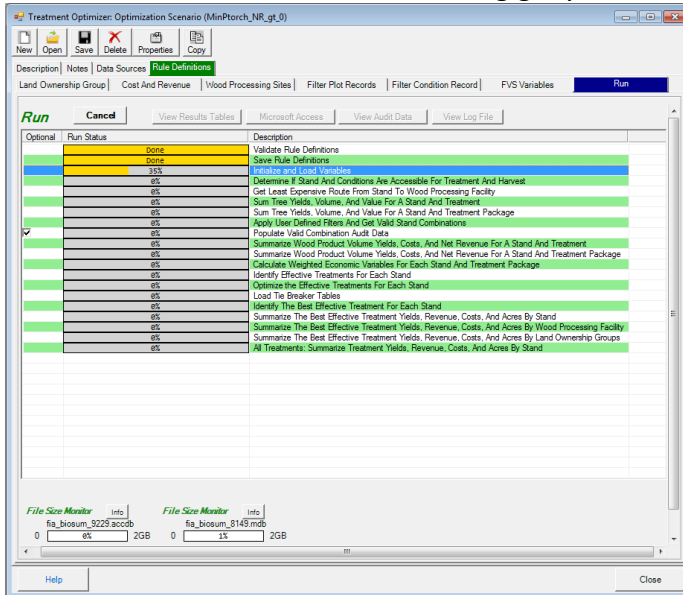 Treatment Optimizer: Optimization Scenario (MinPtorch_NR_gt_0)
New Open Save Delete Properties Copy
Description Notes Data Sources Rule Definitions
Land Ownership Group Cost And Revenue Wood Processing Sites Filter Plot Records Filter Condition Record FVS Variables Run
Run Cancel View Results Tables Microsoft Access View Audit Data View Log File
Optional Run Status Description
Done Validate Rule Definitions
Done Save Rule Definitions
35% Initialize and Load Variables
0% Determine If Stand And Conditions Are Accessible For Treatment And Harvest
0% Get Least Expensive Route From Stand To Wood Processing Facility
0% Sum Tree Yields, Volume, And Value For A Stand And Treatment
0% Sum Tree Yields, Volume, And Value For A Stand And Treatment Package
0% Apply User Defined Filters And Get Valid Stand Combinations
0% Populate Valid Combination Audit Data
0% Summarize Wood Product Volume Yields, Costs, And Net Revenue For A Stand And Treatment
0% Summarize Wood Product Volume Yields, Costs, And Net Revenue For A Stand And Treatment Package
0% Calculate Weighted Economic Variables For Each Stand And Treatment Package
0% Identify Effective Treatments For Each Stand
0% Optimize the Effective Treatments For Each Stand
0% Load Tie Breaker Tables
0% Identify The Best Effective Treatment For Each Stand
0% Summarize The Best Effective Treatment Yields, Revenue, Costs, And Acres By Stand
0% Summarize The Best Effective Treatment Yields, Revenue, Costs, And Acres By Wood Processing Facility
0% Summarize The Best Effective Treatment Yields, Revenue, Costs, And Acres By Land Ownership Groups
0% All Treatments: Summarize Treatment Yields, Revenue, Costs, And Acres By Stand
File Size Monitor Info File Size Monitor Info
fia_biosum_9229.accdb fia_biosum_8149.mdb
0 0% 2GB 0 1% 2GB
Help Close